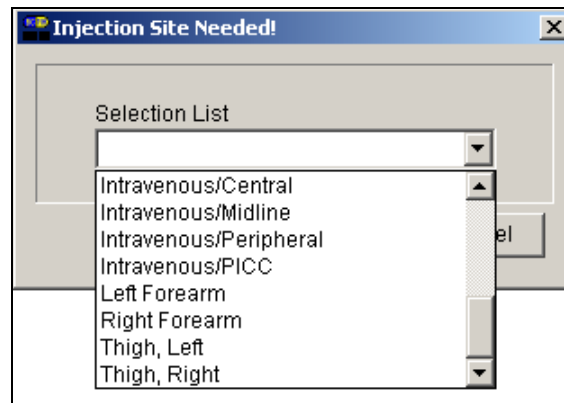 Injection Site Needed!
Selection List
Intravenous/Central
Intravenous/Midline
Intravenous/Peripheral
el
Intravenous/PICC
Left Forearm
Right Forearm
Thigh, Left
Thigh, Right